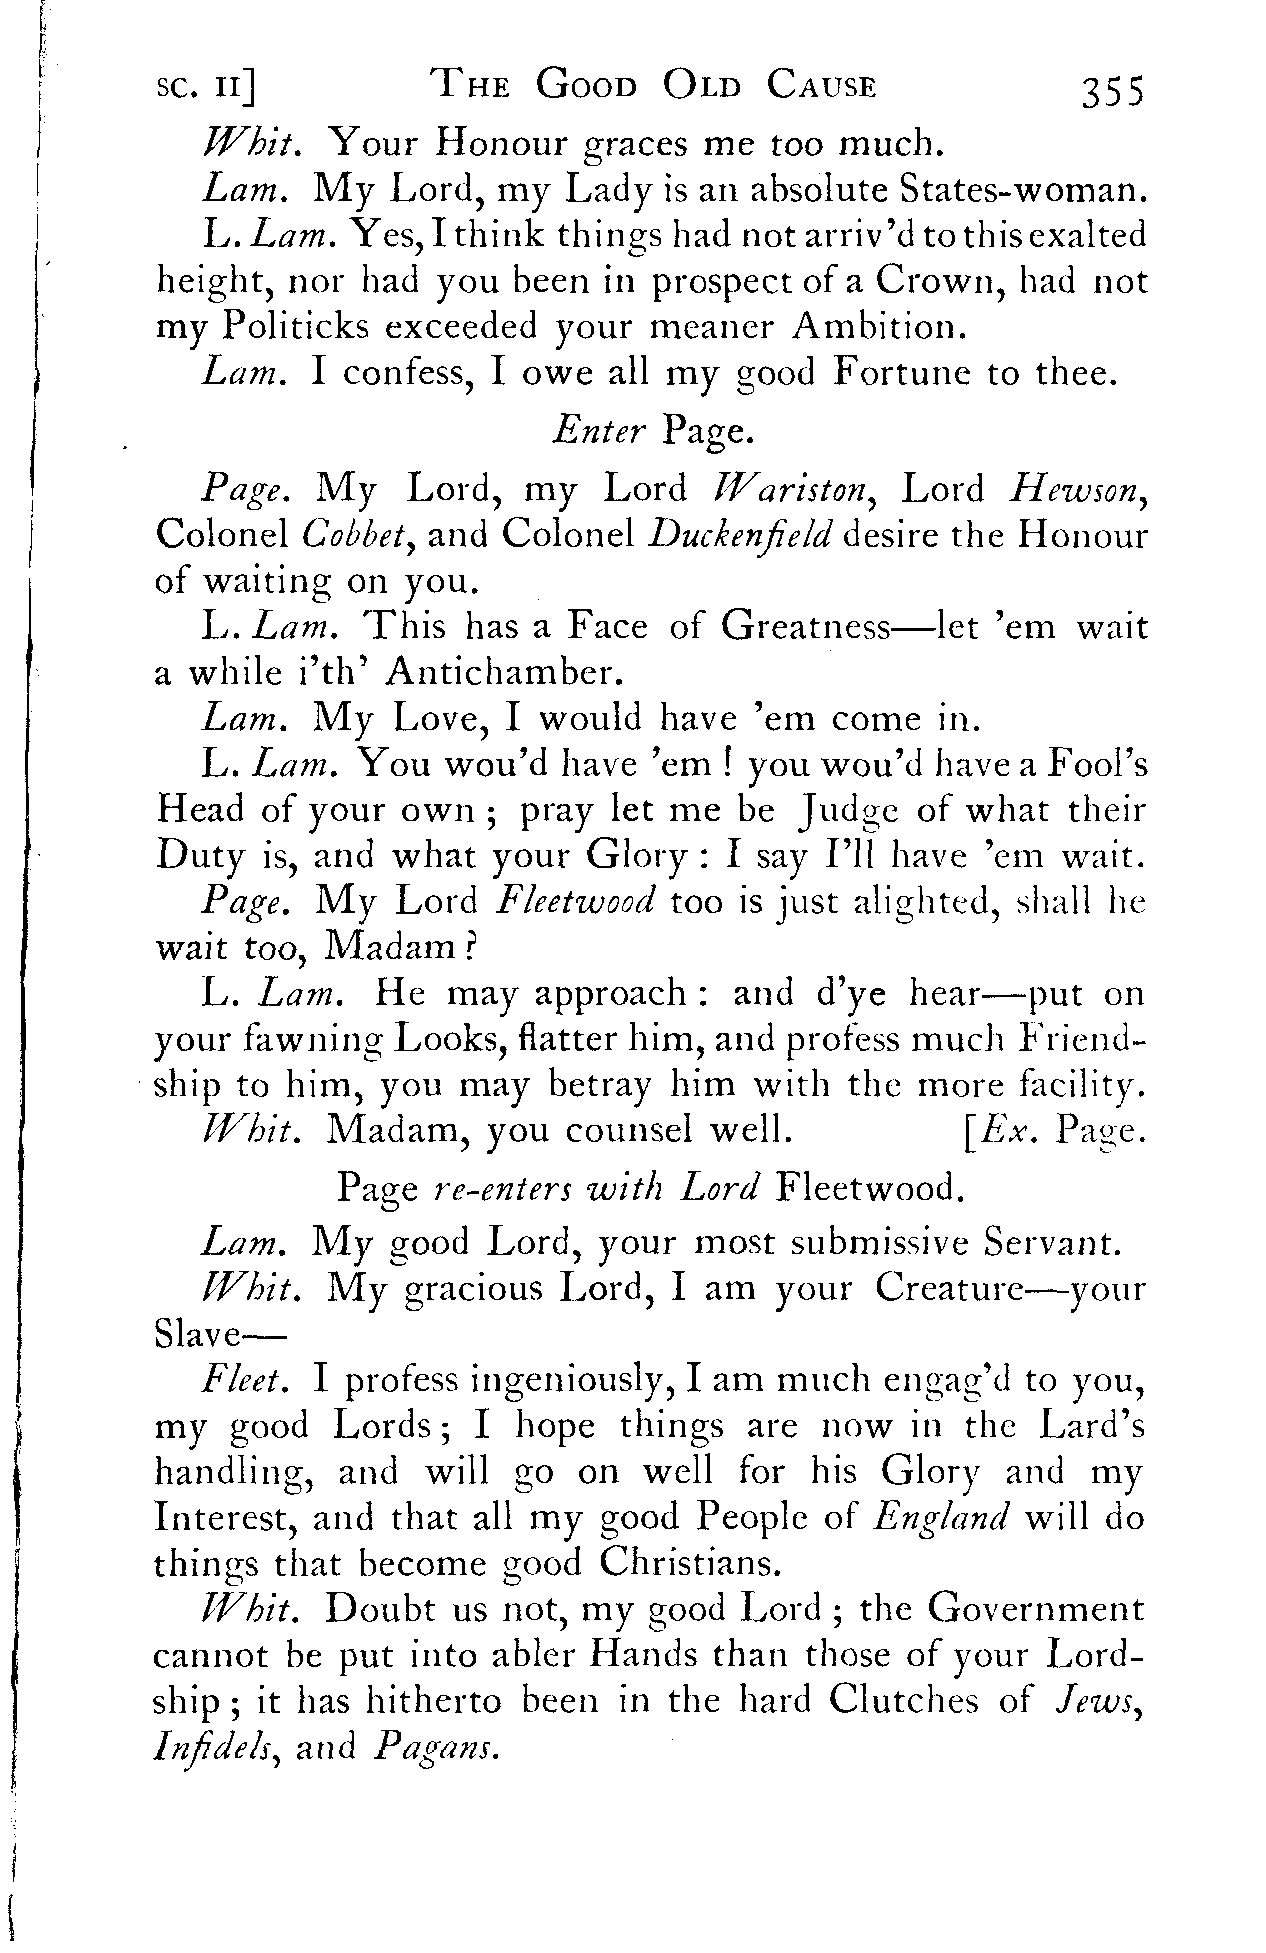 SC. II] THE GOOD OLD CAUSE 355
Whit. Your Honour graces me too much.
Lam. My Lord, my Lady is an absolute States-woman.
L. Lam. Yes, I think things had not arriv'd to this exalted
height, nor had you been in prospect of a Crown, had not
my Politicks exceeded your meaner Ambition.
Lam. I confess, I owe all my good Fortune to thee.
Enter Page.
Page. My Lord, my Lord Wariston, Lord Hewson,
Colonel Cobbet, and Colonel Duckenfield desire the Honour
of waiting on you.
L. Lam. This has a Face of Greatness—let 'em wait
a while i'th' Antichamber.
Lam. My Love, I would have 'em come in.
L. Lam. You wou'd have 'em ! you wou'd have a Fool's
Head of your own ; pray let me be Judge of what their
Duty is, and what your Glory : I say I'll have 'em wait.
Page. My Lord Fleetwood too is just alighted, shall he
wait too, Madam ?
L. Lam. He may approach : and d'ye hear—put on
your fawning Looks, flatter him, and profess much Friend-
ship to him, you may betray him with the more facility.
Whit. Madam, you counsel well. [Ex. Page.
Page re-enters with Lord Fleetwood.
Lam. My good Lord, your most submissive Servant.
Whit. My gracious Lord, I am your Creature—your
Slave—
Fleet. I profess ingeniously, I am much engag'd to you,
my good Lords ; I hope things are now in the Lard's
handling, and will go on well for his Glory and my
Interest, and that all my good People of England will do
things that become good Christians.
Whit. Doubt us not, my good Lord ; the Government
cannot be put into abler Hands than those of your Lord-
ship ; it has hitherto been in the hard Clutches of Jews,
Infidels, and Pagans.